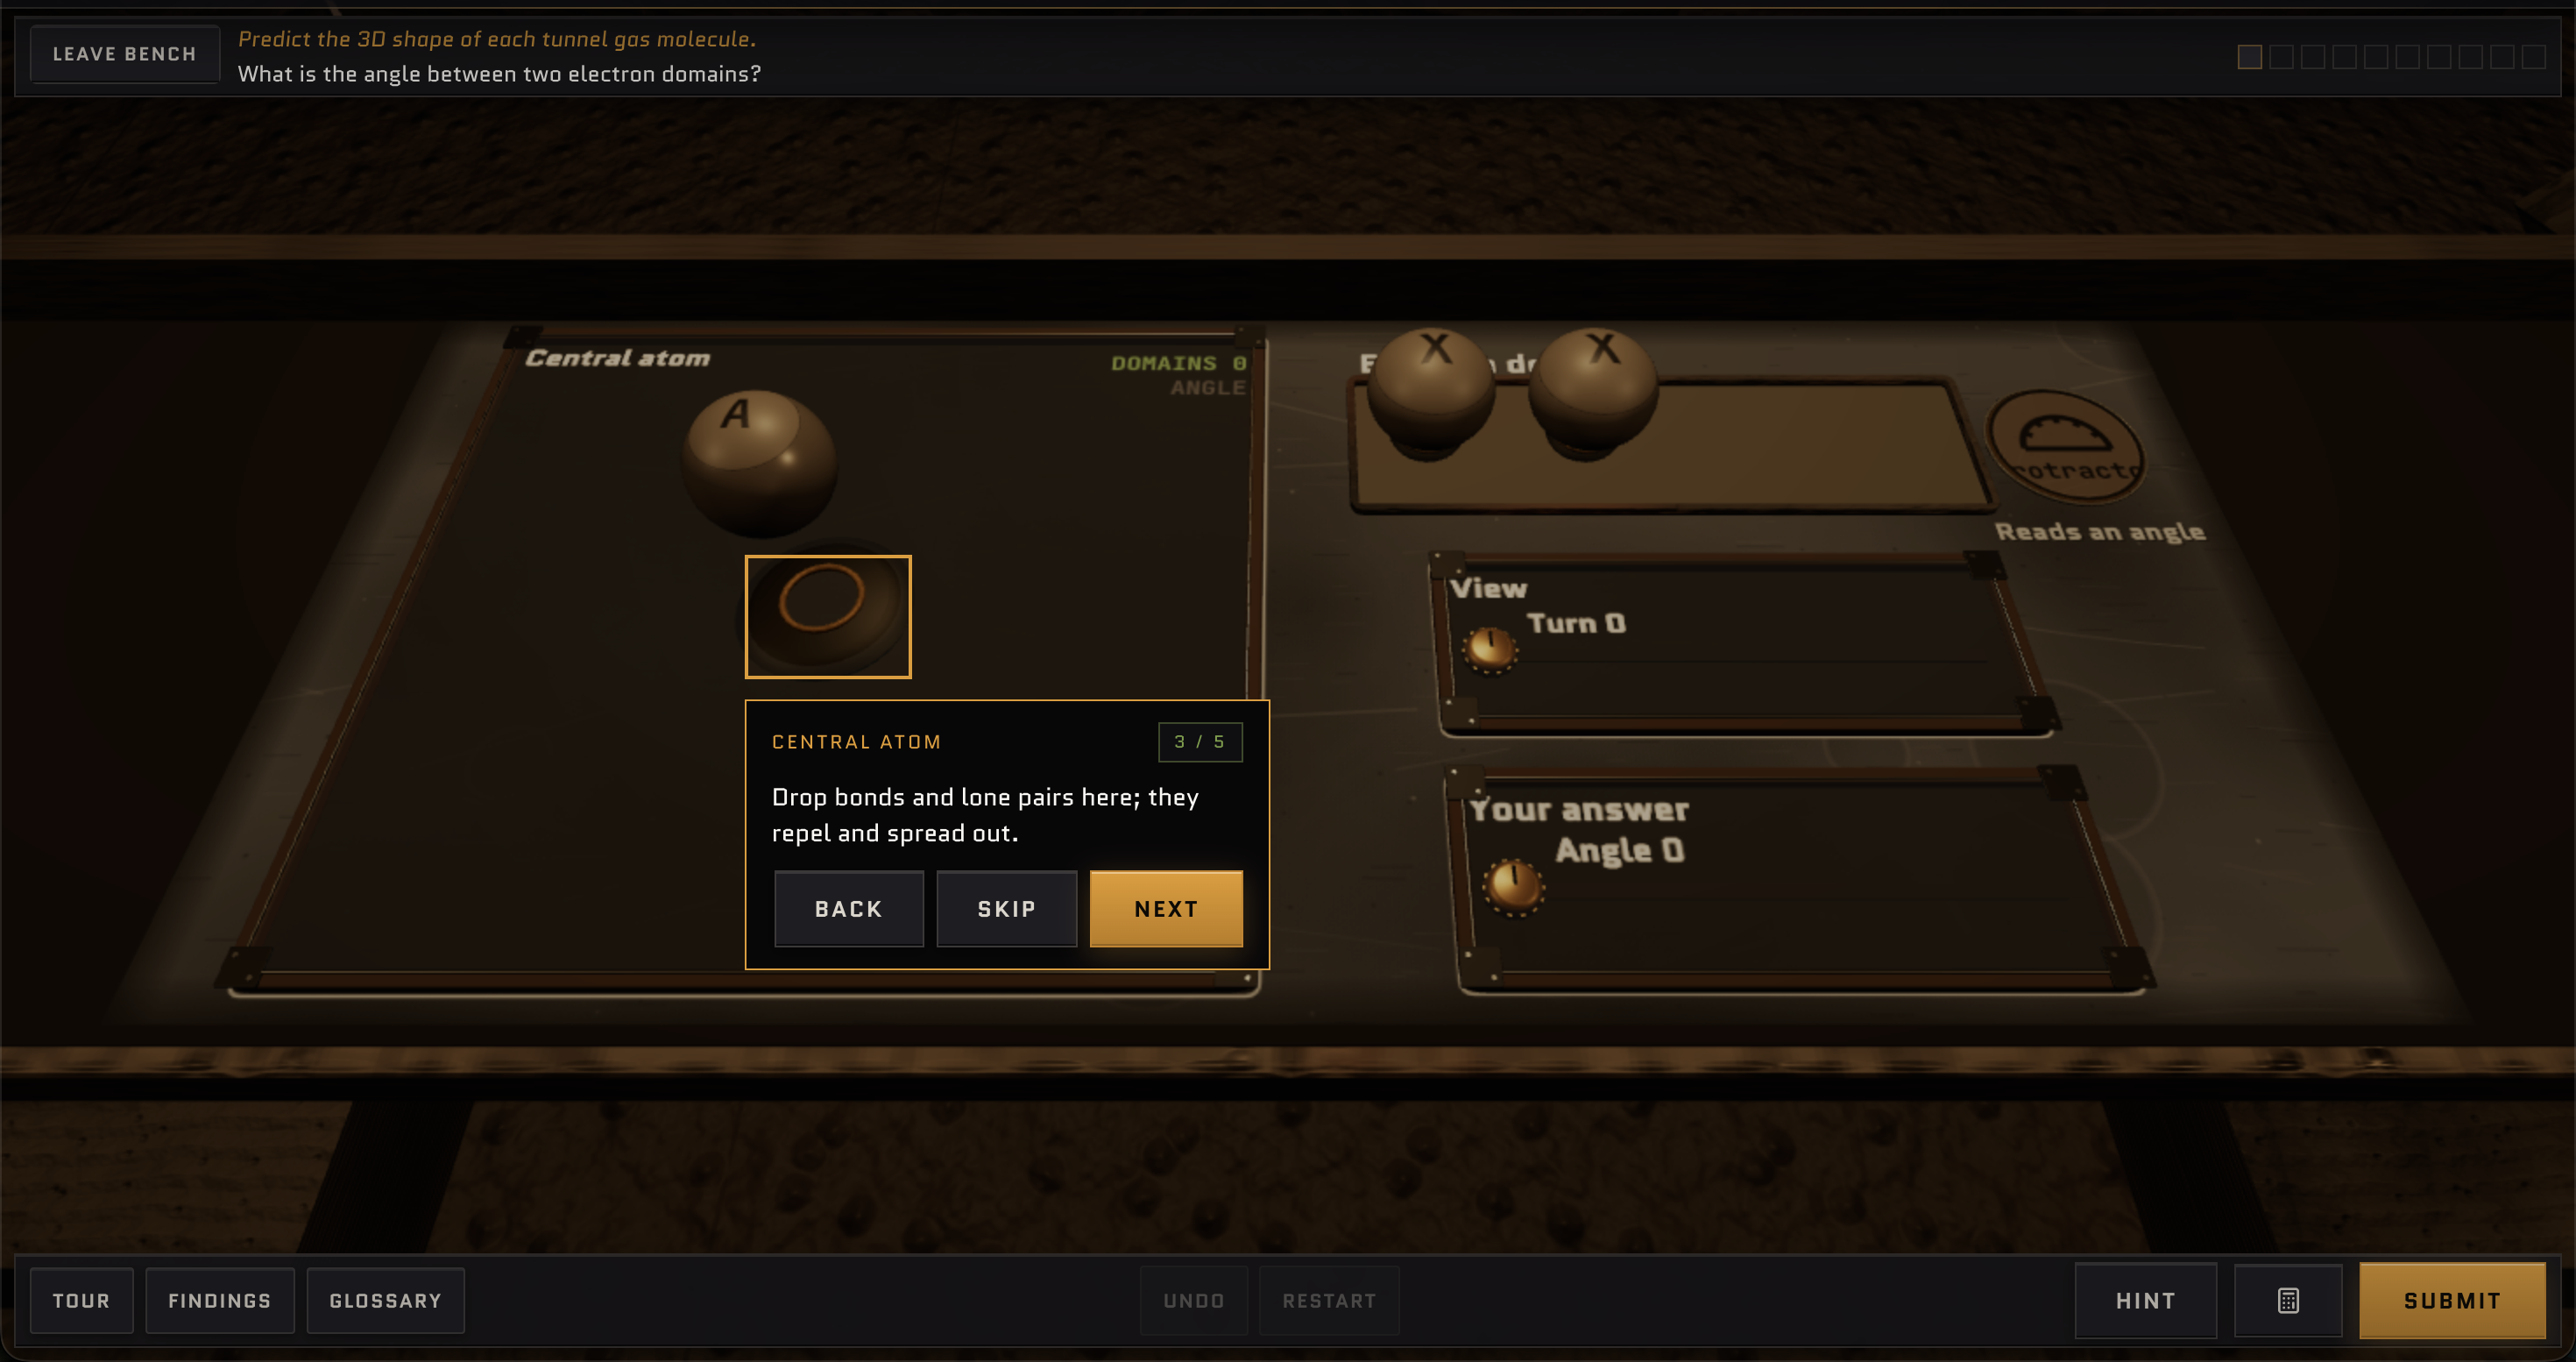 LEAVE BENCH
Predict the 3D shape of each tunnel gas molecule.
What is the angle between two electron domains?
Central atom
DOMAINS 0
ANGLE
A
X
X
Reads an angle
View
Turn 0
CENTRAL ATOM
3 / 5
Drop bonds and lone pairs here; they
repel and spread out.
BACK
SKIP
NEXT
Your answer
Angle 0
TOUR
FINDINGS
GLOSSARY
UNDO
RESTART
HINT
SUBMIT